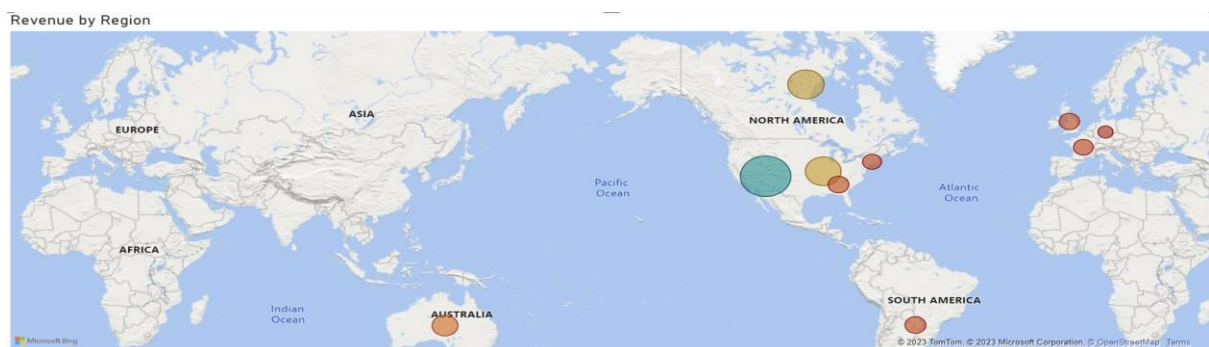 Revenue by Region
ASIA
EUROPE
NORTH AMERICA
Pacific
Ocean
Atlantic
Ocean
AFRICA
SOUTH AMERICA
Indian
Ocean
AUSTRALIA
Microsoft Bing
© 2023 TomTom, © 2023 Microsoft Corporation, © OpenStreetMap Terms